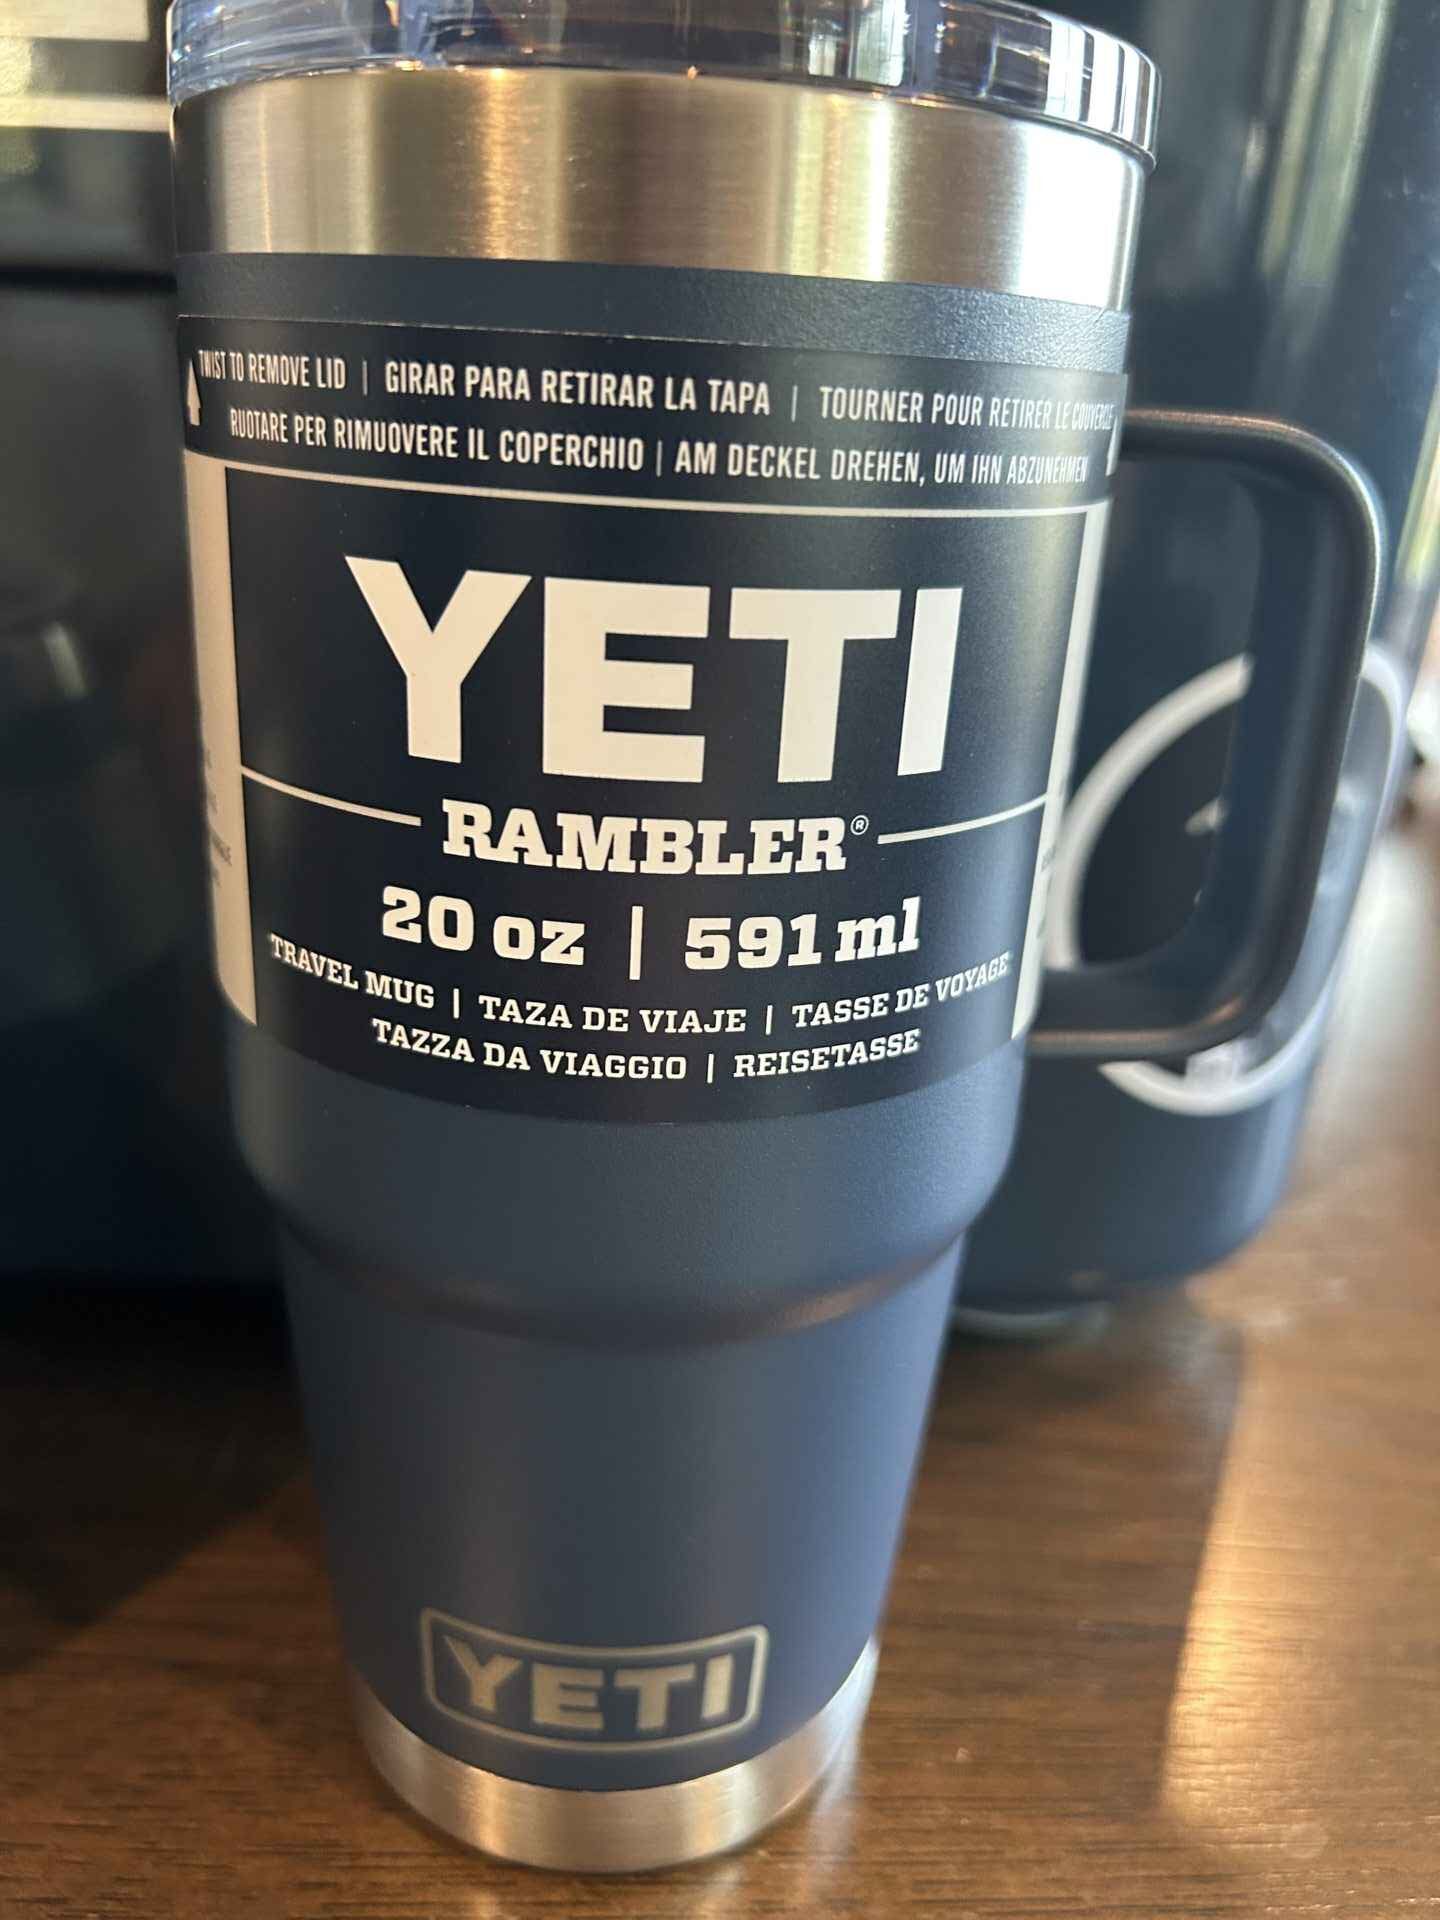 TWIST TO REMOVE LID | GIRAR PARA RETIRAR LA TAPA | TOURNER POUR RETIRER LE COUVERCLE
RUOTARE PER RIMUOVERE IL COPERCHIO | AM DECKEL DREHEN, UM IHN ABZUNEHMEN
YETI
RAMBLER®
20 oz | 591 ml
TRAVEL MUG | TAZA DE VIAJE | TASSE DE VOYAGE
TAZZA DA VIAGGIO | REISETASSE
YETI